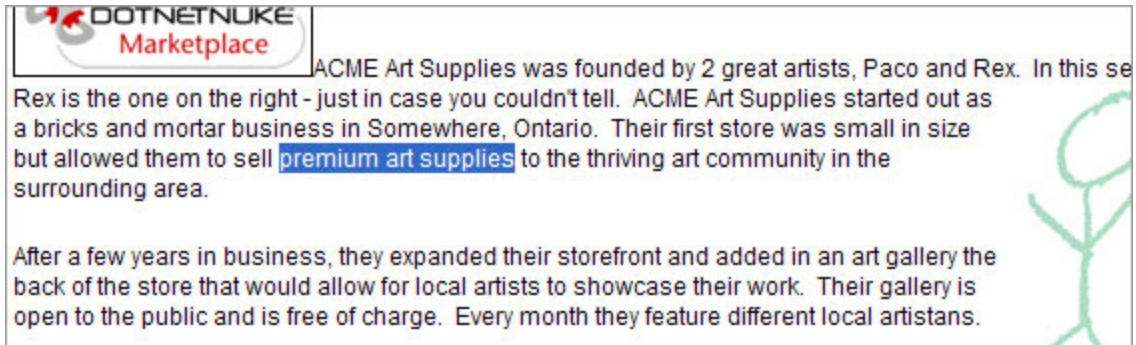 DOTNETNUKE
Marketplace
ACME Art Supplies was founded by 2 great artists, Paco and Rex. In this se
Rex is the one on the right - just in case you couldn't tell. ACME Art Supplies started out as
a bricks and mortar business in Somewhere, Ontario. Their first store was small in size
but allowed them to sell premium art supplies to the thriving art community in the
surrounding area.
After a few years in business, they expanded their storefront and added in an art gallery the
back of the store that would allow for local artists to showcase their work. Their gallery is
open to the public and is free of charge. Every month they feature different local artistans.